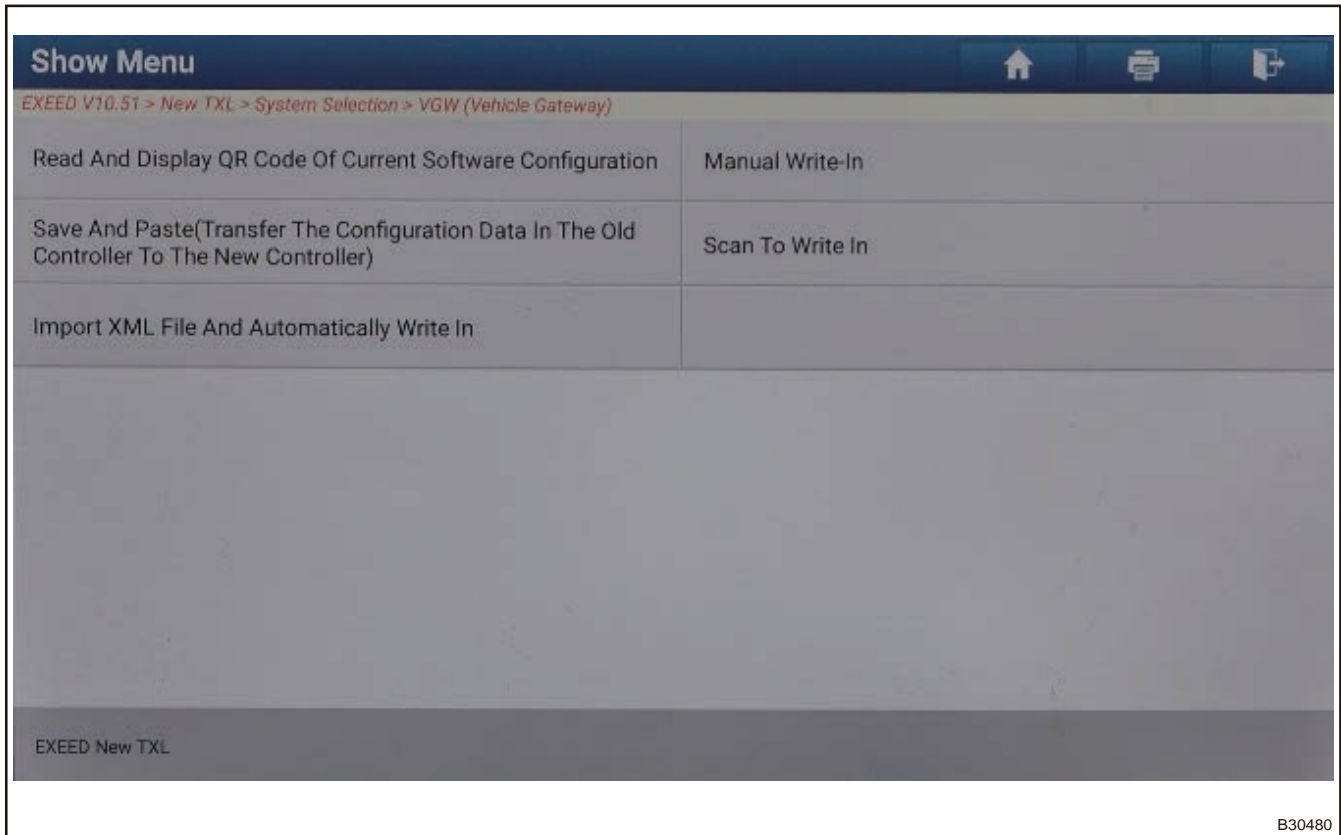 Show Menu
EXEED V10.51 > New TXL > System Selection > VGW (Vehicle Gateway)
Read And Display QR Code Of Current Software Configuration
Manual Write-In
Save And Paste(Transfer The Configuration Data In The Old
Controller To The New Controller)
Scan To Write In
Import XML File And Automatically Write In
EXEED New TXL
B30480